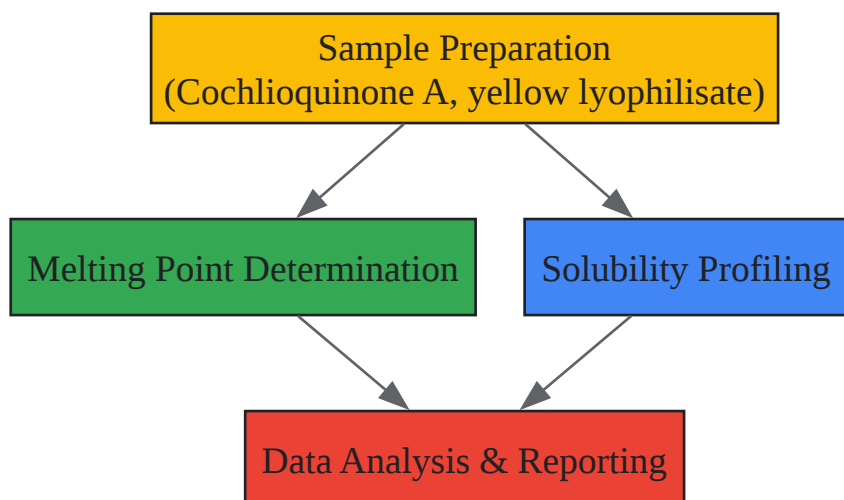 Sample Preparation
(Cochlioquinone A, yellow lyophilisate)
Melting Point Determination
Solubility Profiling
Data Analysis & Reporting